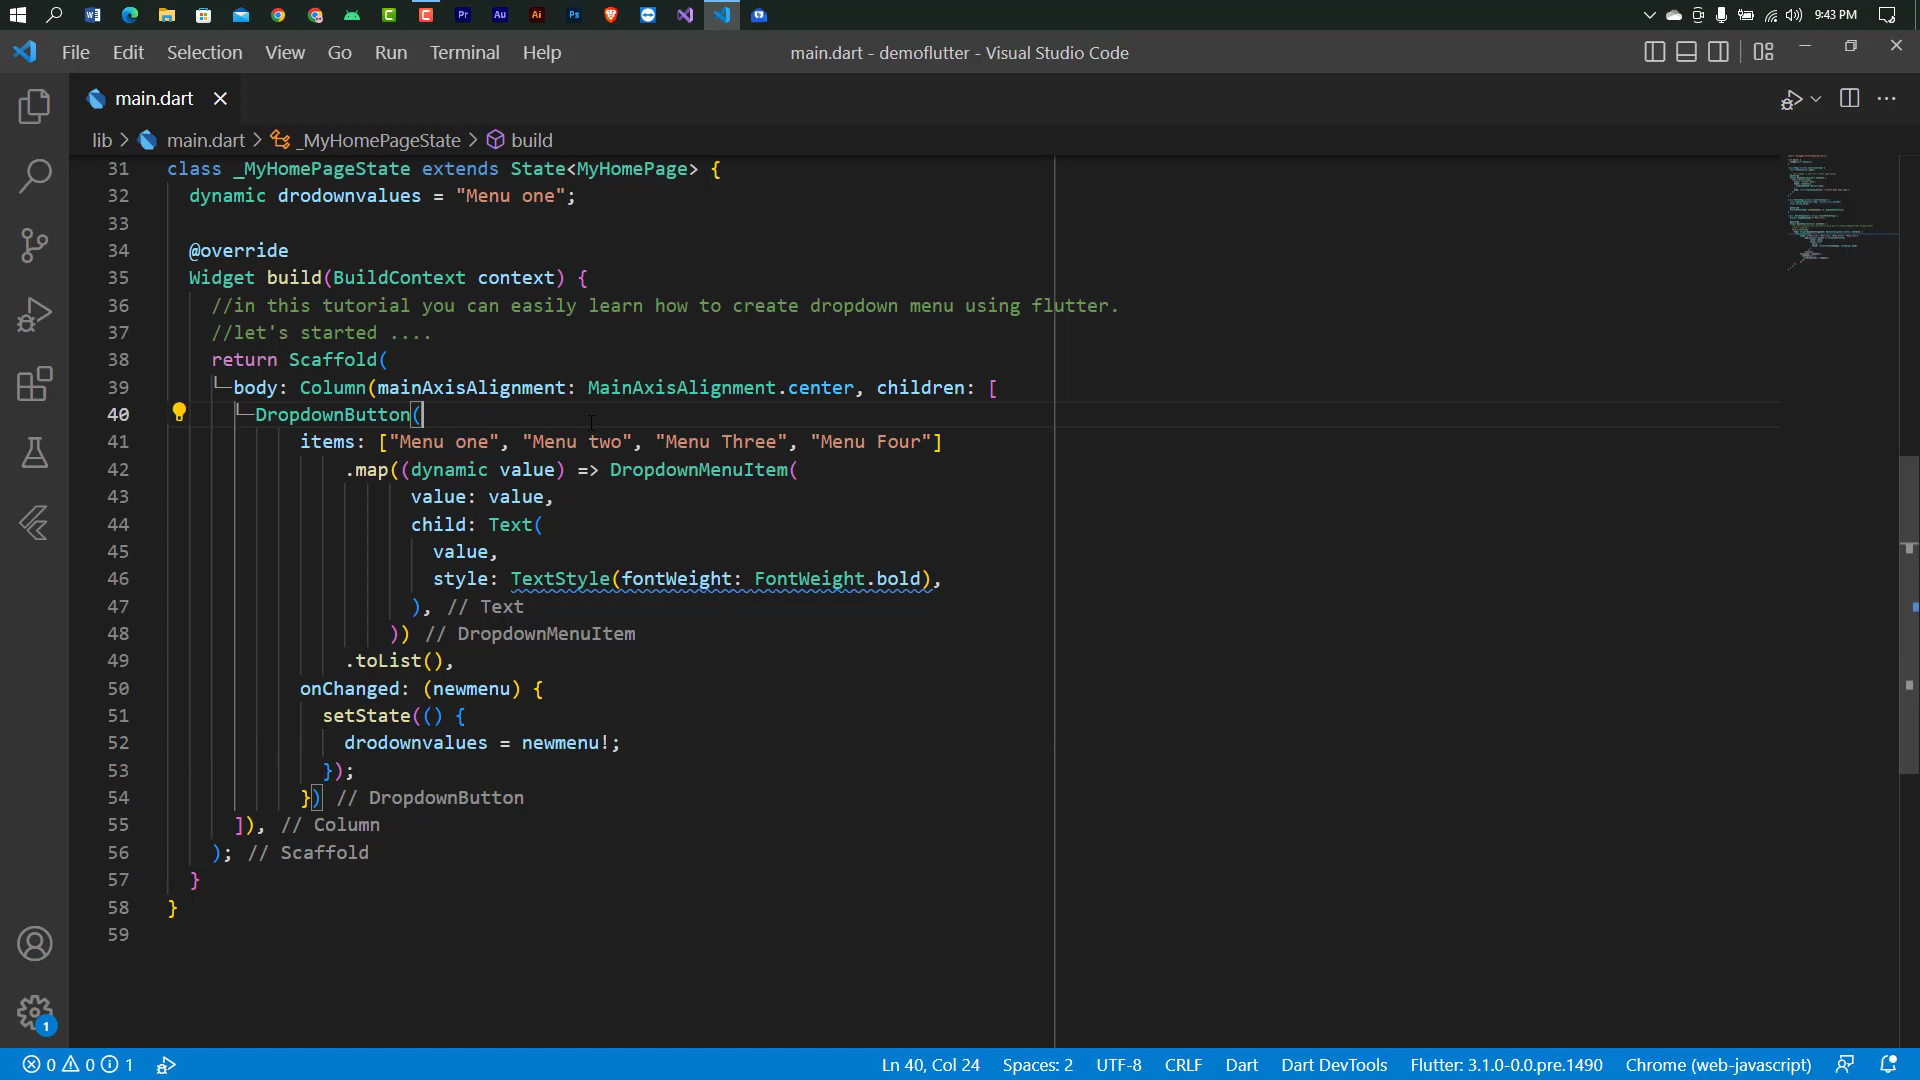 9:43 PM
File Edit Selection View Go Run Terminal Help
main.dart - demoflutter - Visual Studio Code
main.dart
lib > main.dart > _MyHomePageState > build
31 class _MyHomePageState extends State<MyHomePage> {
32 dynamic drodownvalues = "Menu one";
33
34 @override
35 Widget build(BuildContext context) {
36 //in this tutorial you can easily learn how to create dropdown menu using flutter.
37 //let's started ....
38 return Scaffold(
39 body: Column(mainAxisAlignment: MainAxisAlignment.center, children: [
40 DropdownButton(
41 items: ["Menu one", "Menu two", "Menu Three", "Menu Four"]
42 .map((dynamic value) => DropdownMenuItem(
43 value: value,
44 child: Text(
45 value,
46 style: TextStyle(fontWeight: FontWeight.bold),
47 ), // Text
48 )) // DropdownMenuItem
49 .toList(),
50 onChanged: (newmenu) {
51 setState(() {
52 drodownvalues = newmenu!;
53 });
54 }) // DropdownButton
55 ]), // Column
56 ); // Scaffold
57 }
58 }
59
1
0 0 1 Ln 40, Col 24 Spaces: 2 UTF-8 CRLF Dart Dart DevTools Flutter: 3.1.0-0.0.pre.1490 Chrome (web-javascript)